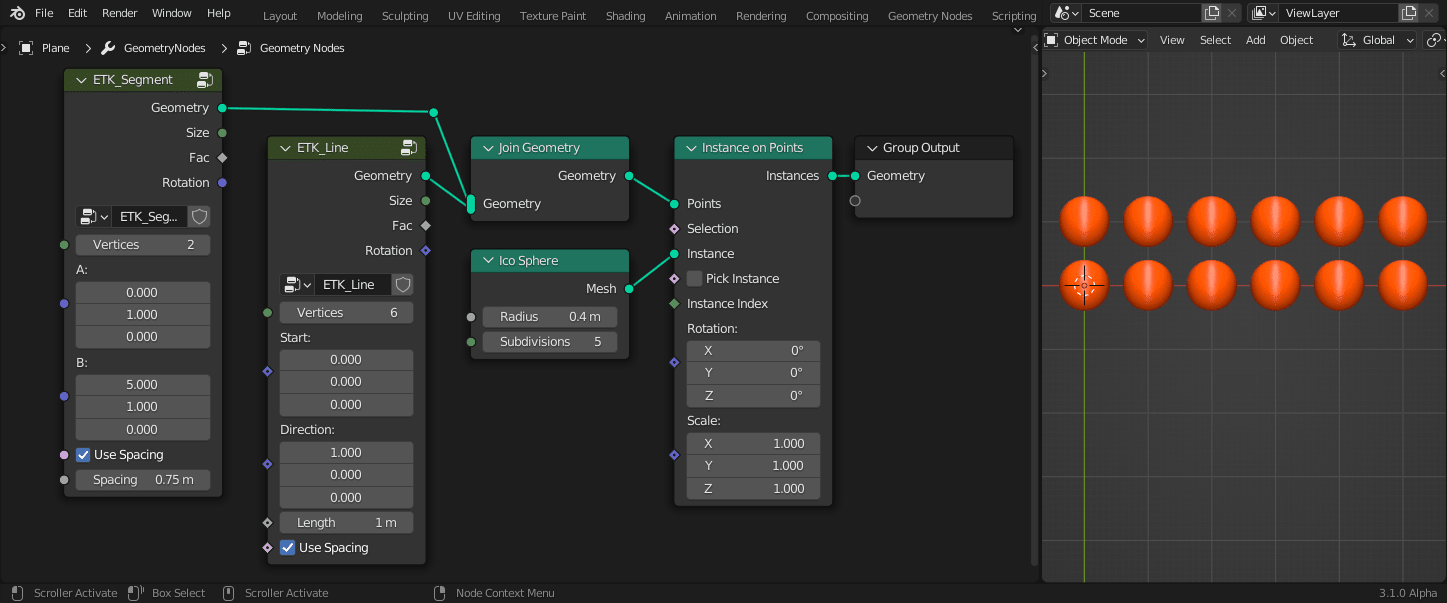 File Edit Render Window Help Layout Modeling Sculpting UV Editing Texture Paint Shading Animation Rendering Compositing Geometry Nodes Scripting Scene ViewLayer
Plane GeometryNodes Geometry Nodes
Object Mode View Select Add Object Global
ETK_Segment
Geometry
Size
Fac
Rotation
ETK_Seg...
Vertices 2
A:
0.000
1.000
0.000
B:
5.000
1.000
0.000
Use Spacing
Spacing 0.75 m
ETK_Line
Geometry
Size
Fac
Rotation
ETK_Line
Vertices 6
Start:
0.000
0.000
0.000
Direction:
1.000
0.000
0.000
Length 1 m
Use Spacing
Join Geometry
Geometry
Geometry
Ico Sphere
Mesh
Radius 0.4 m
Subdivisions 5
Instance on Points
Instances
Points
Selection
Instance
Pick Instance
Instance Index
Rotation:
X 0°
Y 0°
Z 0°
Scale:
X 1.000
Y 1.000
Z 1.000
Group Output
Geometry
Scroller Activate Box Select Scroller Activate Node Context Menu 3.1.0 Alpha